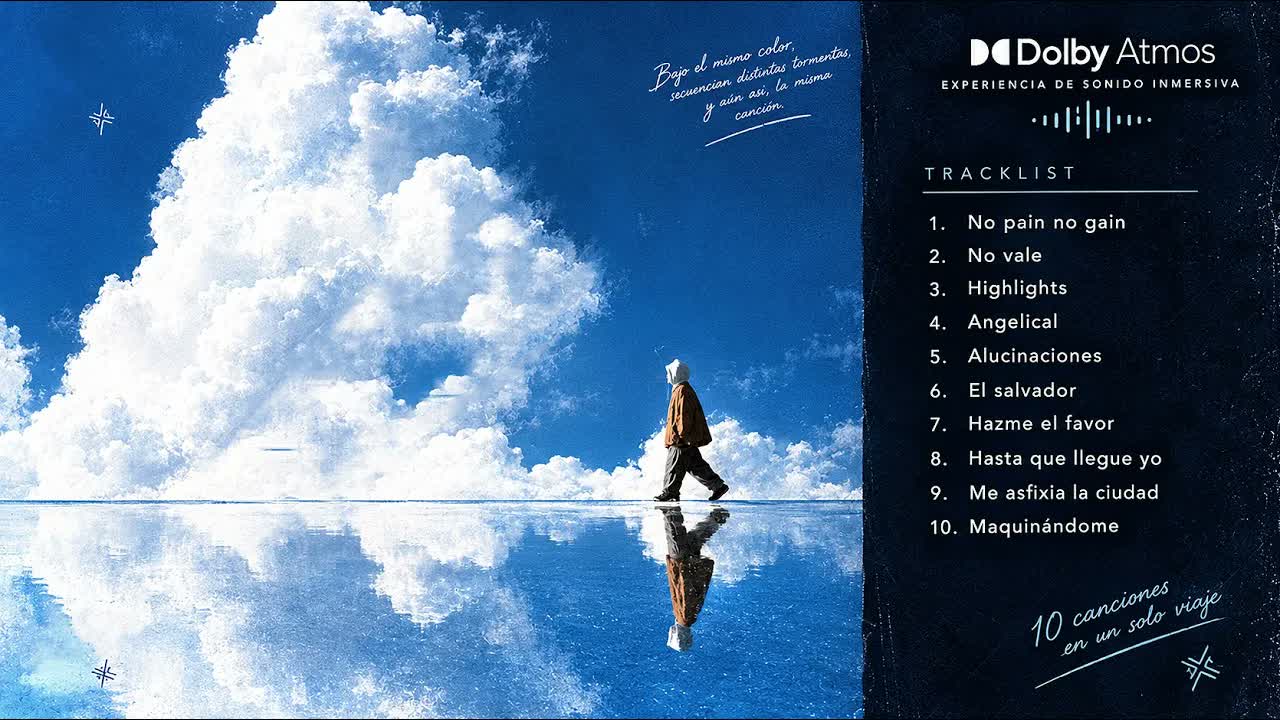 Bajo el mismo color,
secuencian distintas tormentas,
y aún así, la misma
canción.
Dolby Atmos
EXPERIENCIA DE SONIDO INMERSIVA
TRACKLIST
1. No pain no gain
2. No vale
3. Highlights
4. Angelical
5. Alucinaciones
6. El salvador
7. Hazme el favor
8. Hasta que llegue yo
9. Me asfixia la ciudad
10. Maquinándome
10 canciones
en un solo viaje